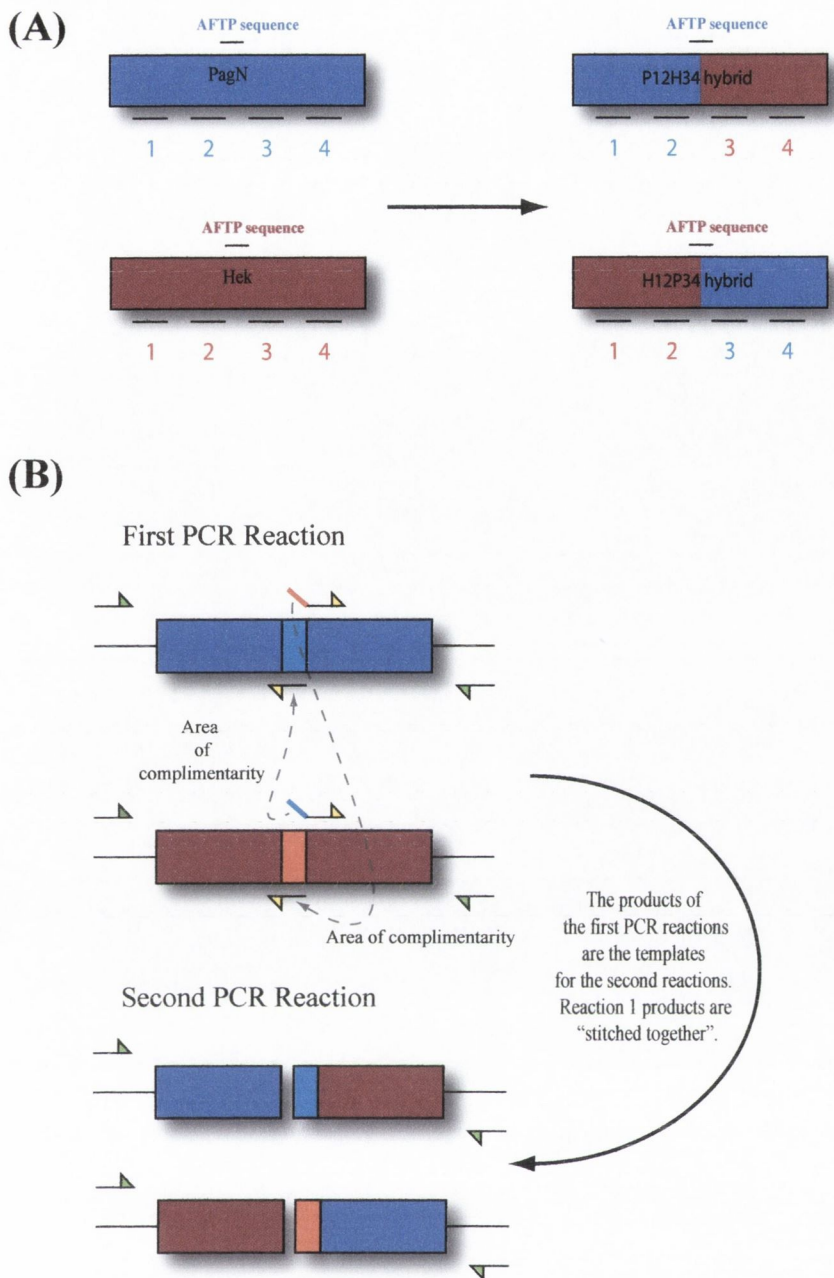 (A)
AFTP sequence
PagN
1 2 3 4
AFTP sequence
P12H34 hybrid
1 2 3 4
AFTP sequence
Hek
1 2 3 4
AFTP sequence
H12P34 hybrid
1 2 3 4
(B)
First PCR Reaction
Area
of
complimentarity
Area of complimentarity
The products of
the first PCR reactions
are the templates
for the second reactions.
Reaction 1 products are
“stitched together”.
Second PCR Reaction